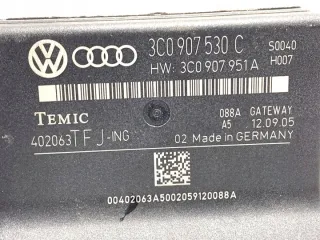 3C0 907 530 C S0040
HW: 3C0 907 951 A H007
TEMIC 088A GATEWAY
402063TFJ-ING A5 12.09.05
02 Made in GERMANY
00402063A5002059120088A